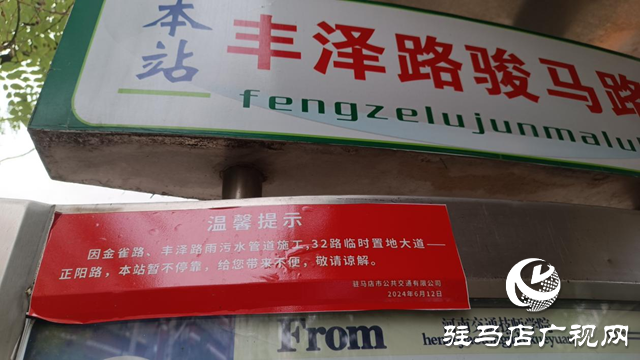 本站
丰泽路骏马路
fengzelujunmalu
温馨提示
因金雀路、丰泽路雨污水管道施工,32路临时置地大道——
正阳路，本站暂不停靠，给您带来不便，敬请谅解。
驻马店市公共交通有限公司
2024年6月12日
From
驻马店广视网